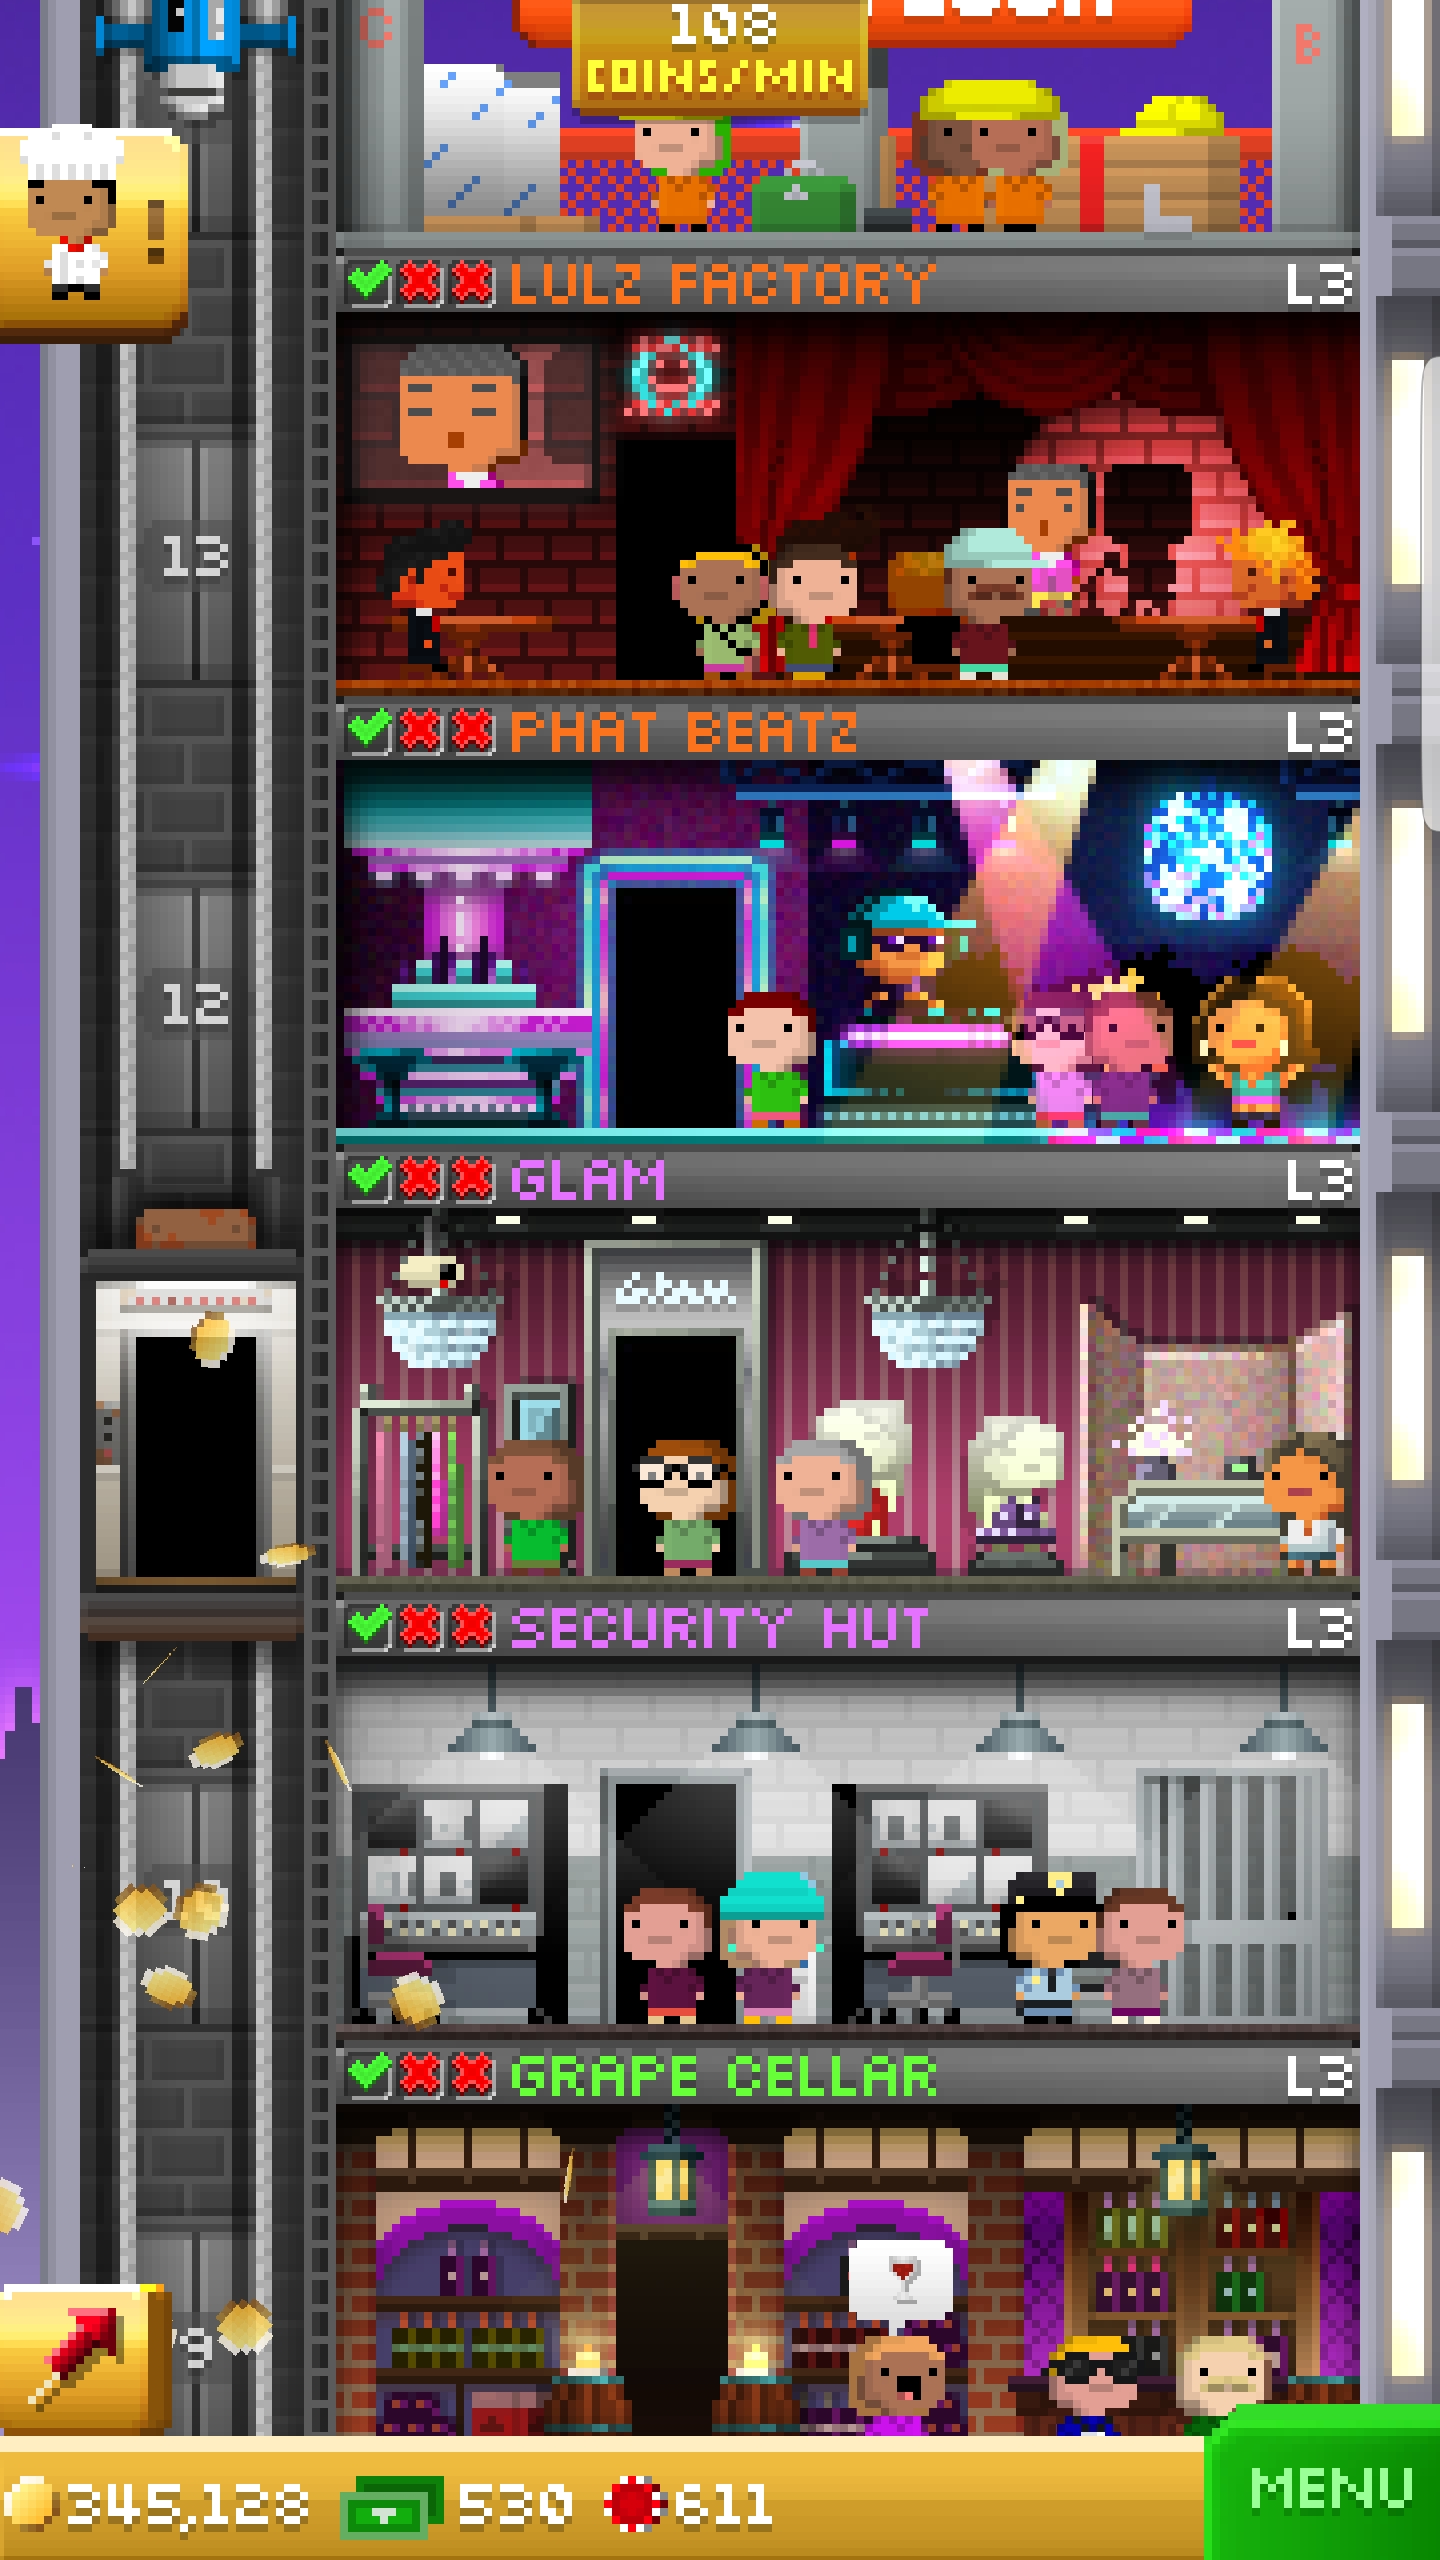 C
B
108
COINS/MIN
!
LULZ FACTORY L3
13
PHAT BEATZ L3
12
GLAM L3
Glam
SECURITY HUT L3
GRAPE CELLAR L3
9
345,128 530 611
MENU